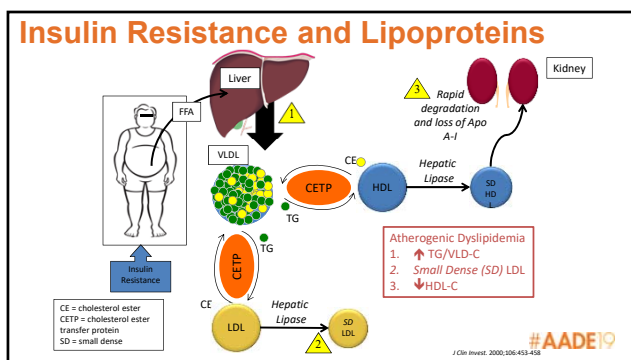 Insulin Resistance and Lipoproteins
Liver
FFA
1
VLDL
Insulin
Resistance
CE
CETP
TG
HDL
Hepatic
Lipase
SD
HD
L
3
Rapid
degradation
and loss of Apo
A-I
Kidney
CETP
TG
CE
LDL
Hepatic
Lipase
2
SD
LDL
Atherogenic Dyslipidemia
1. ↑ TG/VLD-C
2. Small Dense (SD) LDL
3. ↓HDL-C
CE = cholesterol ester
CETP = cholesterol ester
transfer protein
SD = small dense
J Clin Invest. 2000;106:453-458
#AADE19